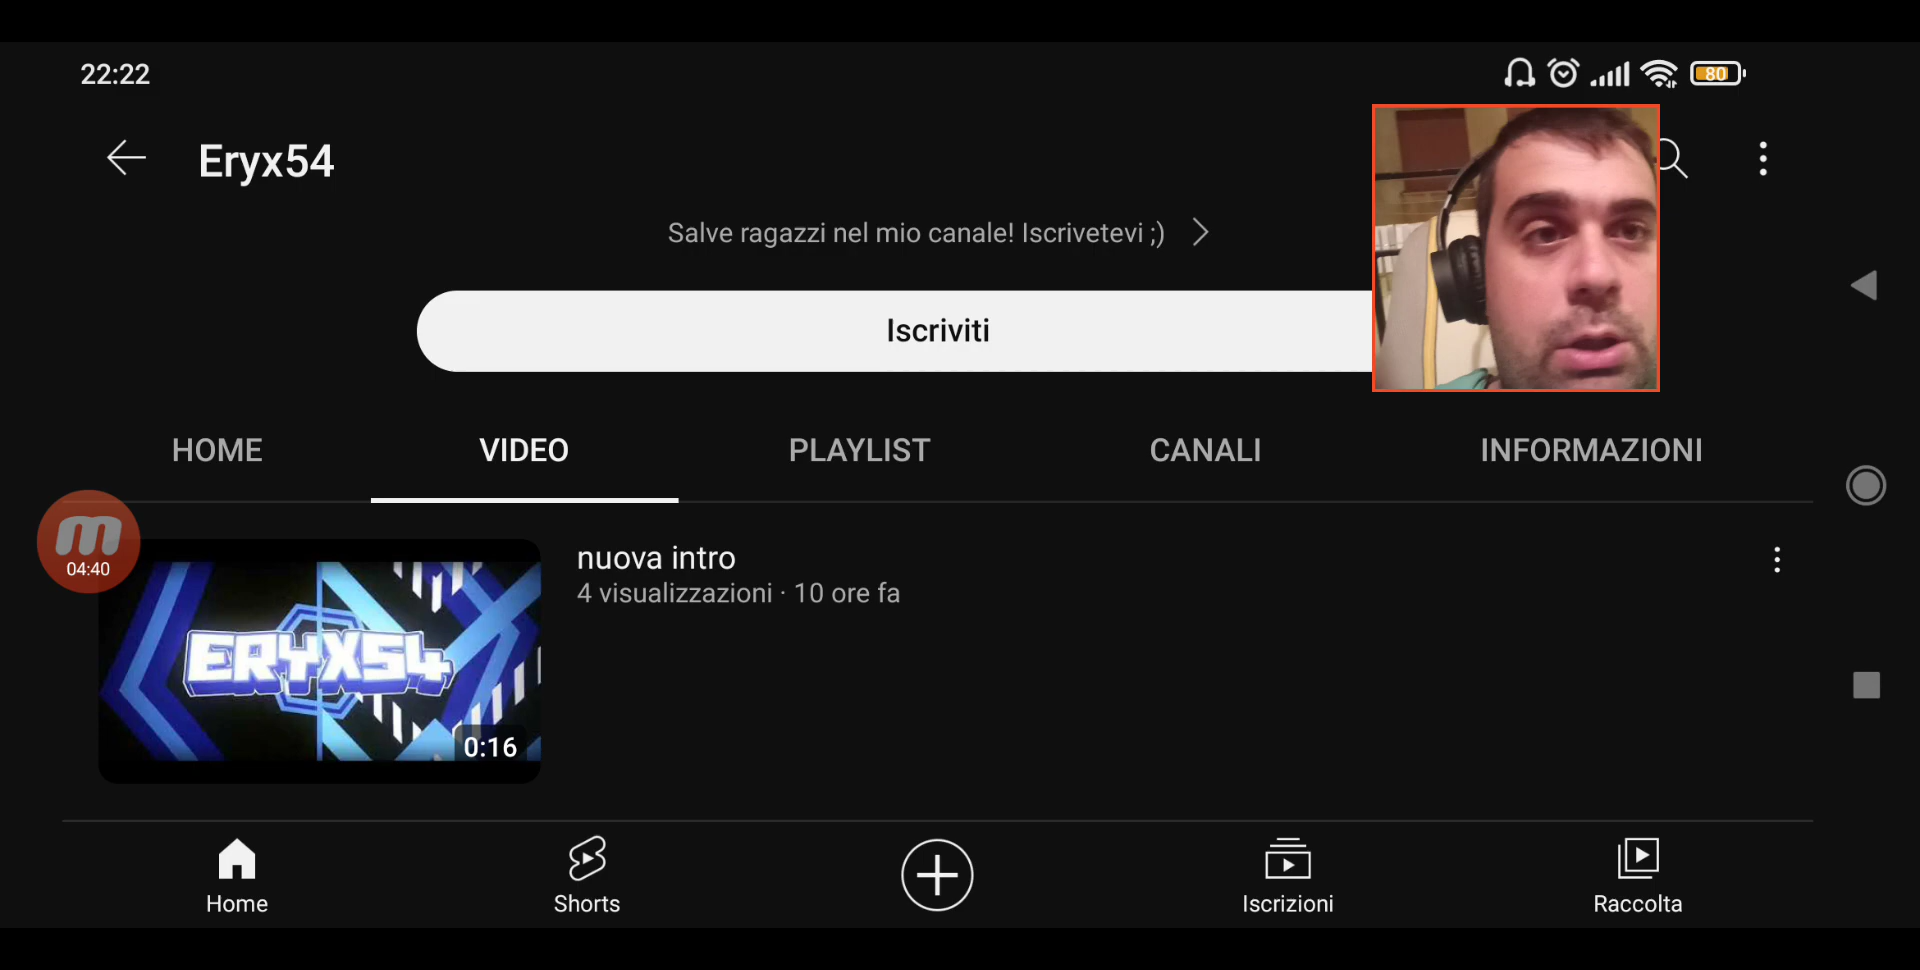 22:22
80
Eryx54
Salve ragazzi nel mio canale! Iscrivetevi ;)
Iscriviti
HOME
VIDEO
PLAYLIST
CANALI
INFORMAZIONI
m
04:40
ERYX54
0:16
nuova intro
4 visualizzazioni · 10 ore fa
Home
Shorts
Iscrizioni
Raccolta